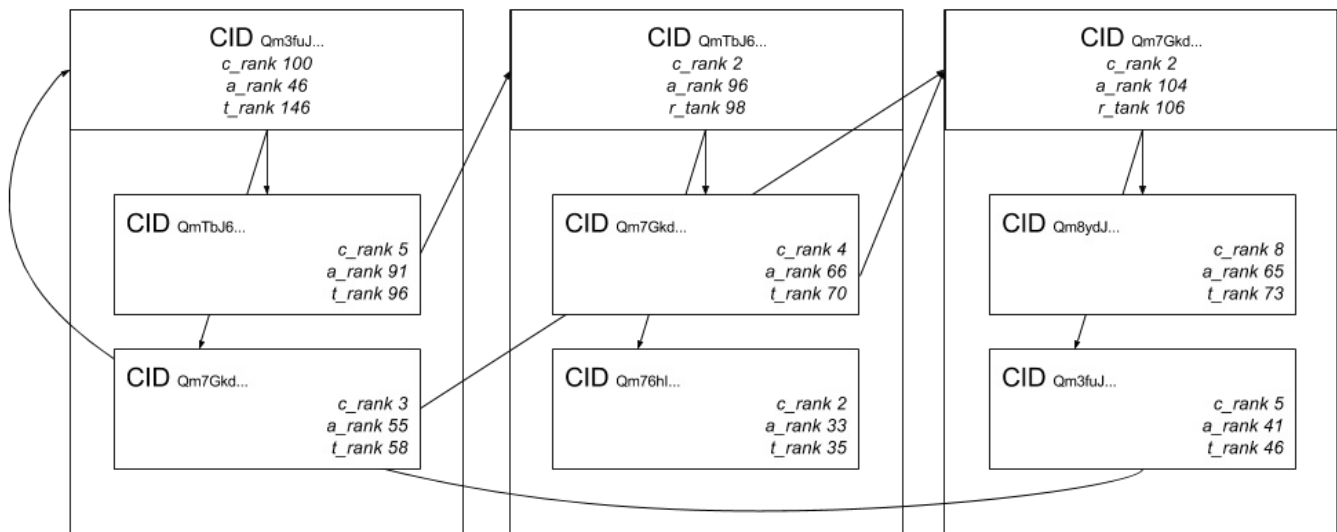 CID Qm3fuJ...
c_rank 100
a_rank 46
t_rank 146
CID QmTbJ6...
c_rank 5
a_rank 91
t_rank 96
CID Qm7Gkd...
c_rank 3
a_rank 55
t_rank 58
CID QmTbJ6...
c_rank 2
a_rank 96
r_tank 98
CID Qm7Gkd...
c_rank 4
a_rank 66
t_rank 70
CID Qm76hl...
c_rank 2
a_rank 33
t_rank 35
CID Qm7Gkd...
c_rank 2
a_rank 104
r_tank 106
CID Qm8ydJ...
c_rank 8
a_rank 65
t_rank 73
CID Qm3fuJ...
c_rank 5
a_rank 41
t_rank 46